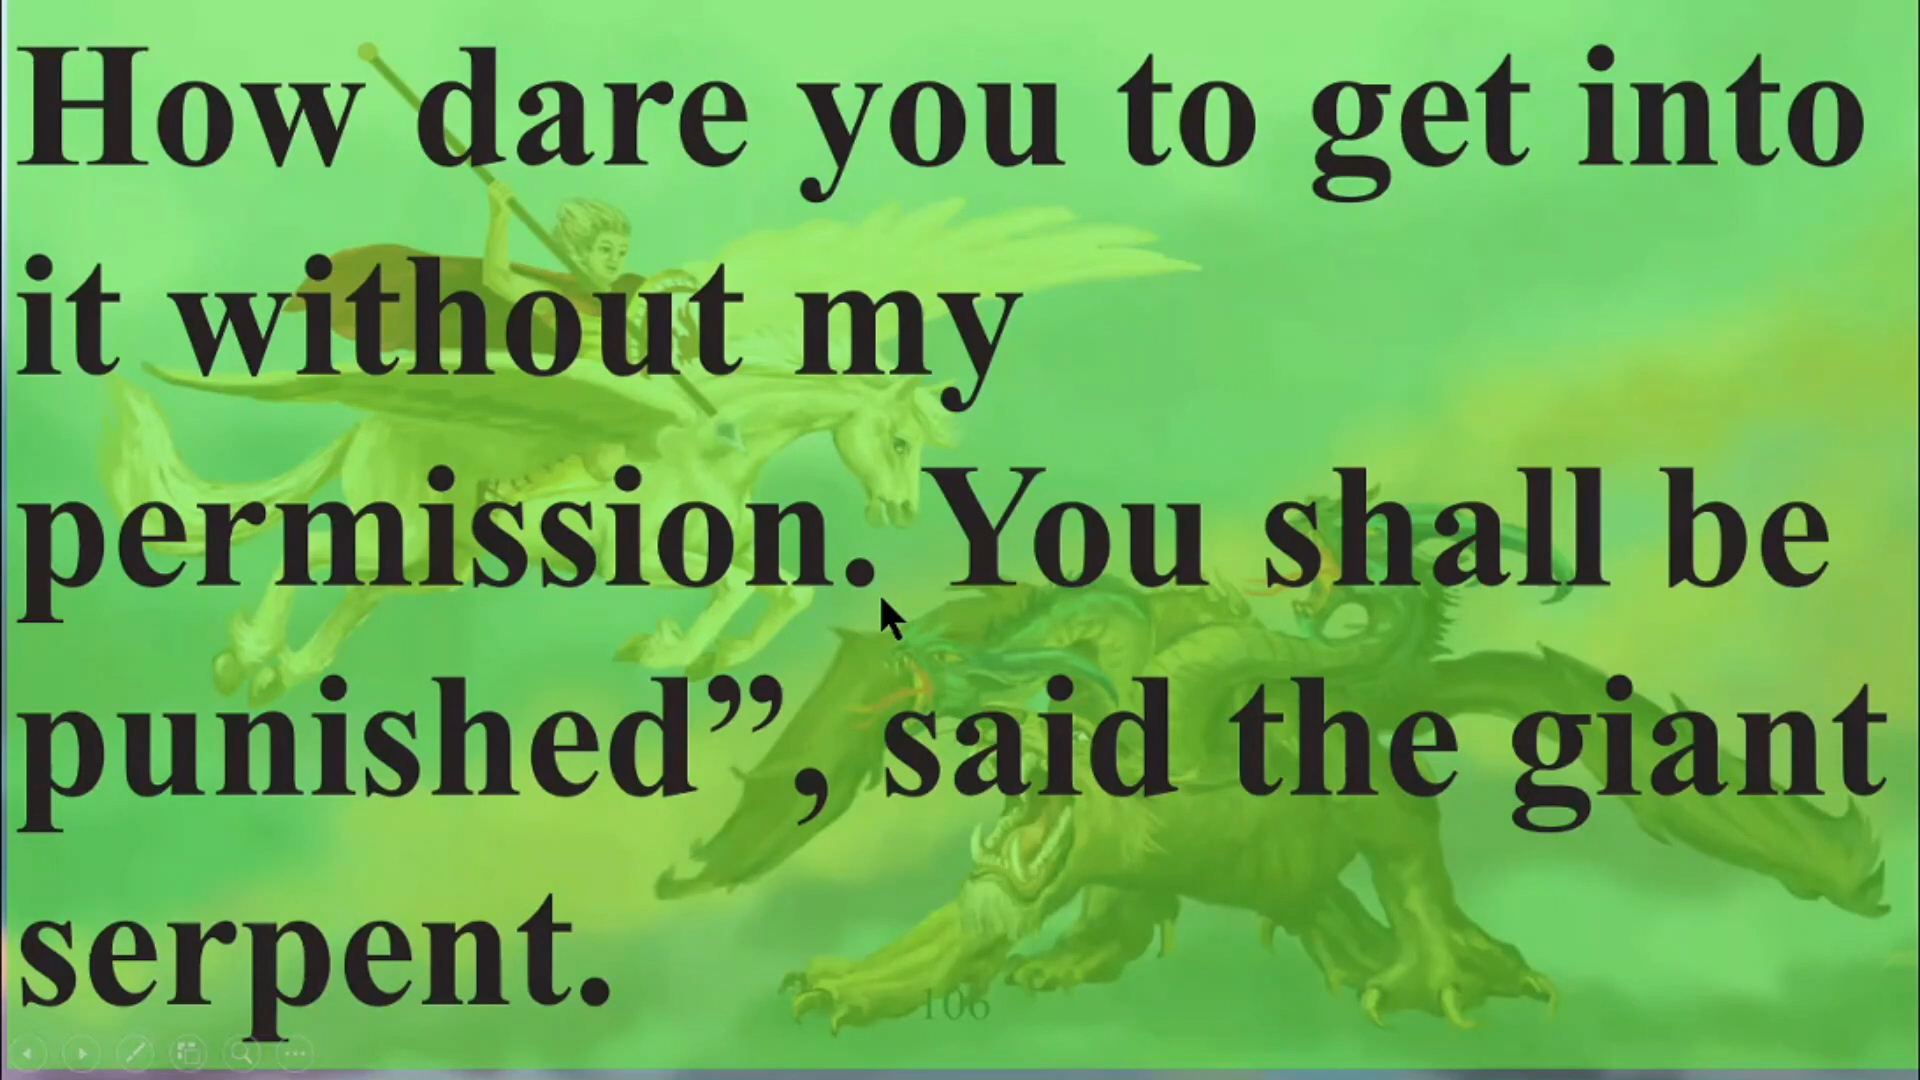 How dare you to get into
it without my
permission. You shall be
punished”, said the giant
serpent.
106